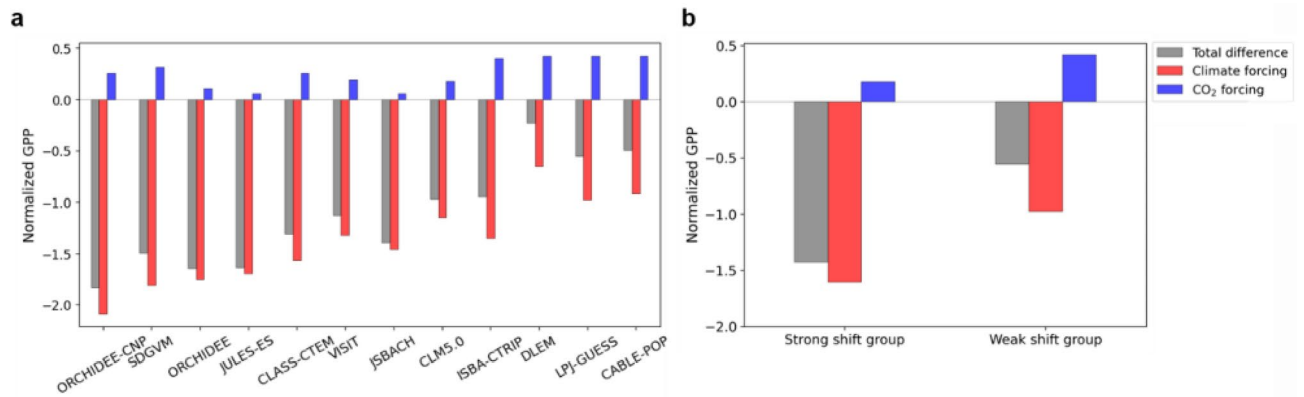 a
0.5
0.0
−0.5
−1.0
−1.5
−2.0
Normalized GPP
ORCHIDEE-CNP
SDGVM
ORCHIDEE
JULES-ES
CLASS-CTEM
VISIT
JSBACH
CLM5.0
ISBA-CTRIP
DLEM
LPJ-GUESS
CABLE-POP
b
0.5
0.0
−0.5
−1.0
−1.5
−2.0
Normalized GPP
Strong shift group
Weak shift group
Total difference
Climate forcing
CO₂ forcing